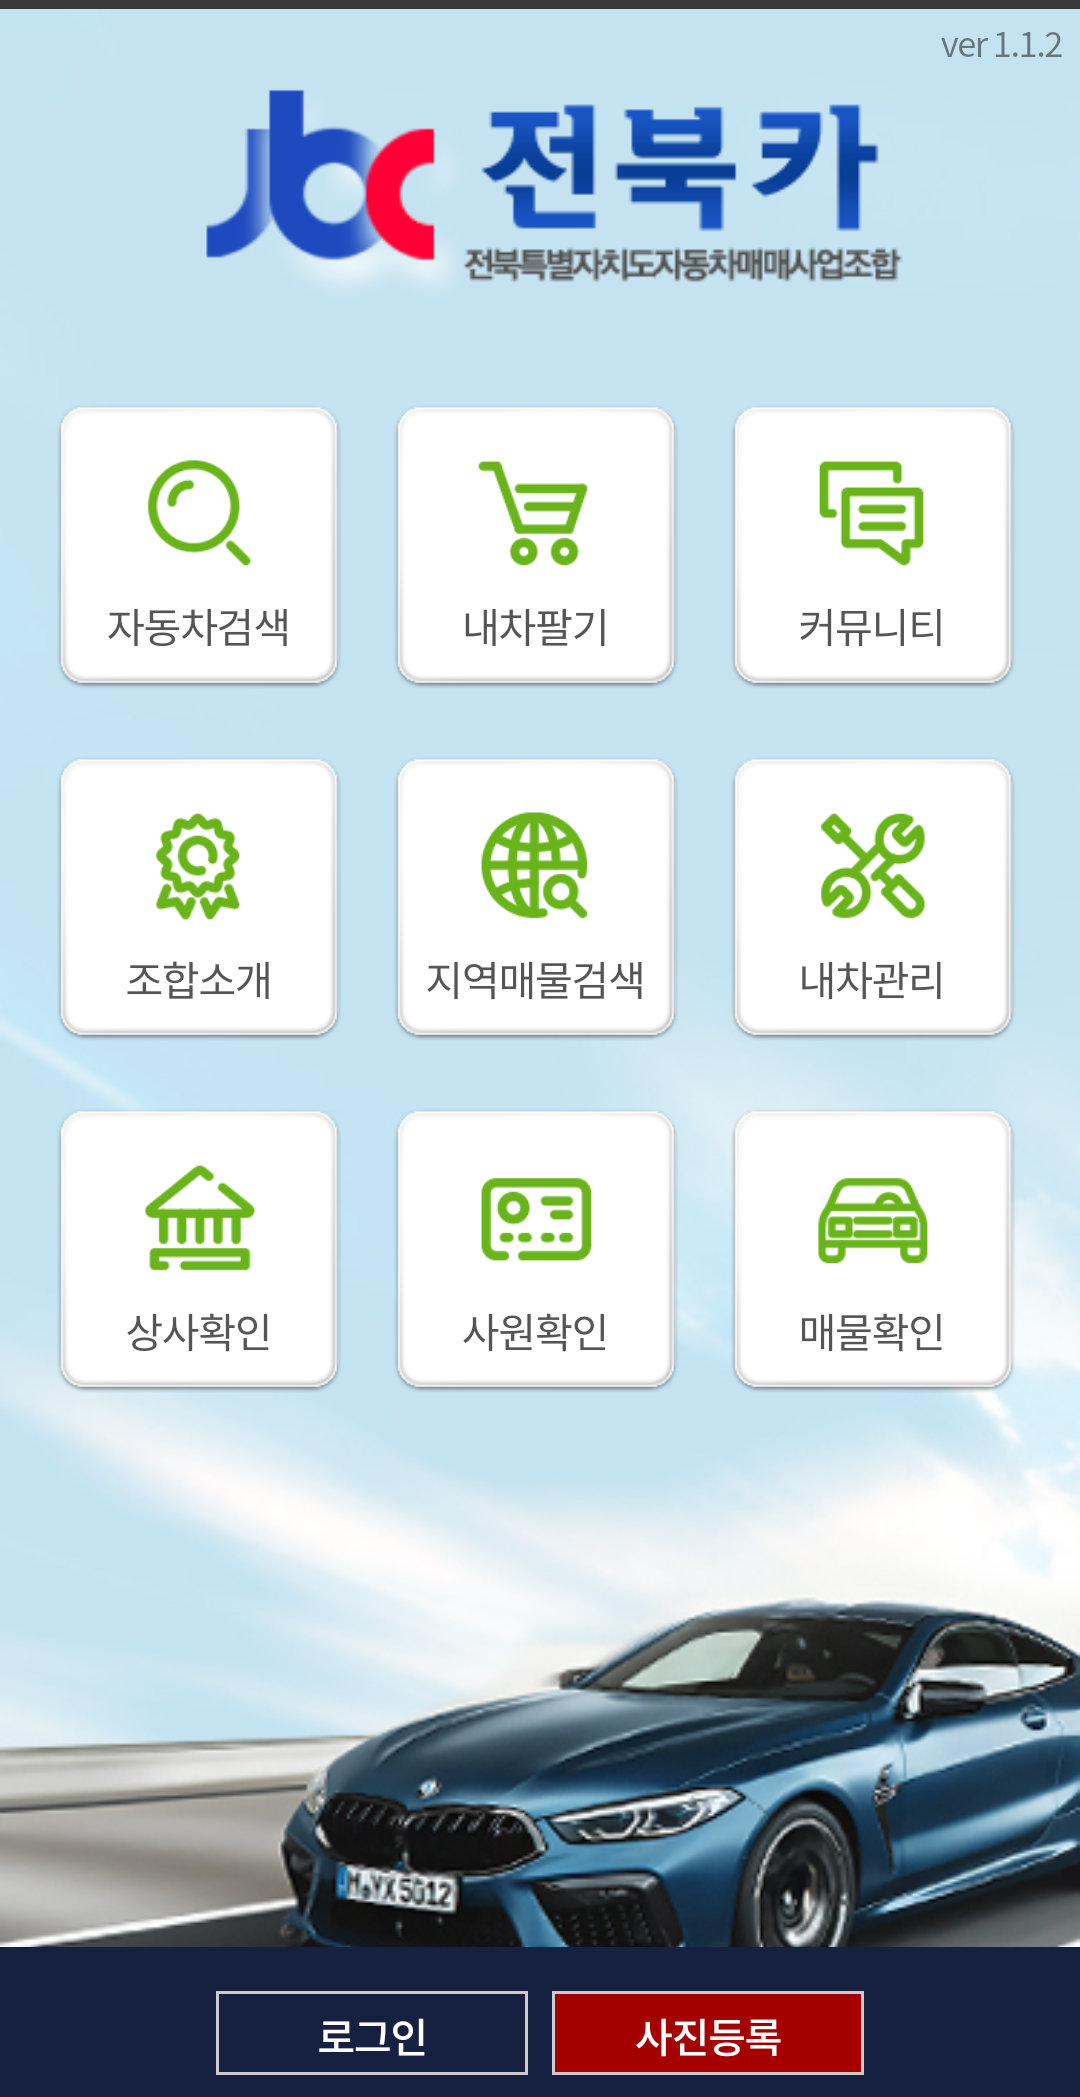 ver 1.1.2
jbc 전북카
전북특별자치도자동차매매사업조합
자동차검색
내차팔기
커뮤니티
조합소개
지역매물검색
내차관리
상사확인
사원확인
매물확인
M YX 5012
로그인
사진등록